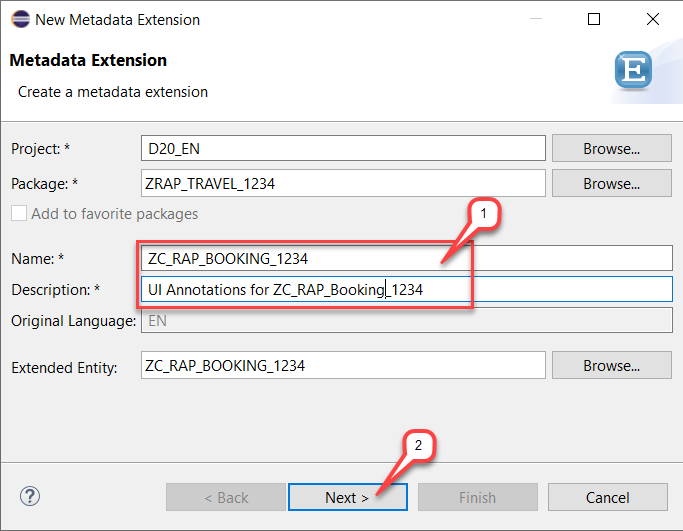 New Metadata Extension
Metadata Extension
Create a metadata extension
E
Project: * D20_EN Browse...
Package: * ZRAP_TRAVEL_1234 Browse...
Add to favorite packages
1
Name: * ZC_RAP_BOOKING_1234
Description: * UI Annotations for ZC_RAP_Booking_1234
Original Language: EN
Extended Entity: ZC_RAP_BOOKING_1234 Browse...
2
? < Back Next > Finish Cancel